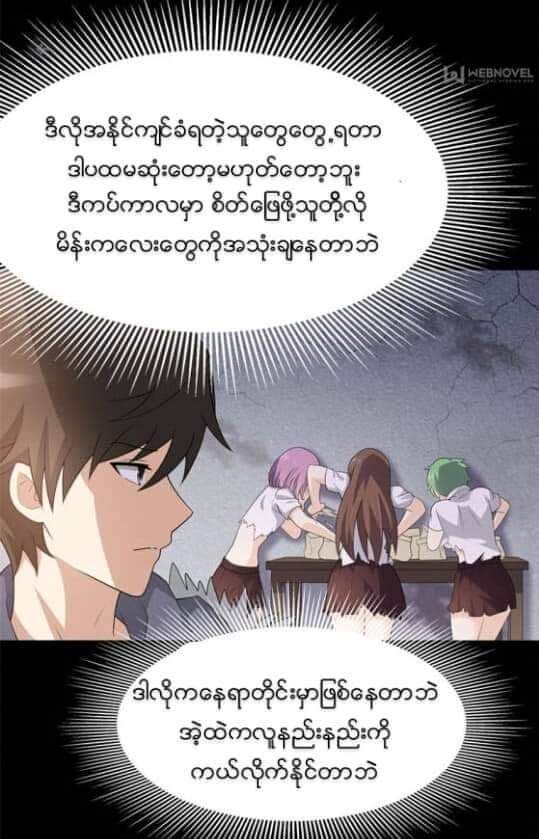 WEBNOVEL
ဒီလိုအနိုင်ကျင်ခံရတဲ့သူတွေတွေ့ရတာ
ဒါပထမဆုံးတော့မဟုတ်တော့ဘူး
ဒီကပ်ကာလမှာ စိတ်ဖြေဖို့သူတို့လို
မိန်းကလေးတွေကိုအသုံးချနေတာဘဲ
ဒါလိုကနေရာတိုင်းမှာဖြစ်နေတာဘဲ
အဲ့ထဲကလူနည်းနည်းကို
ကယ်လိုက်နိုင်တာဘဲ